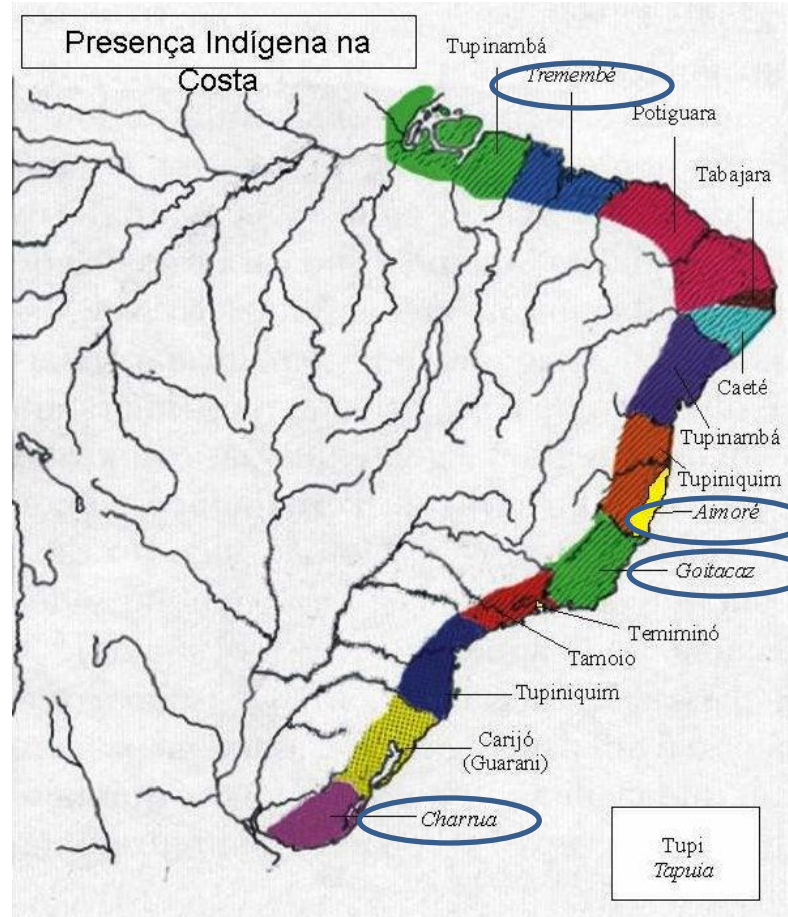 Presença Indígena na
Costa
Tupinambá
Tremembé
Potiguara
Tabajara
Caeté
Tupinambá
Tupiniquim
Aimoré
Goitacaz
Temiminó
Tamoio
Tupiniquim
Carijó
(Guarani)
Charrua
Tupi
Tapuia